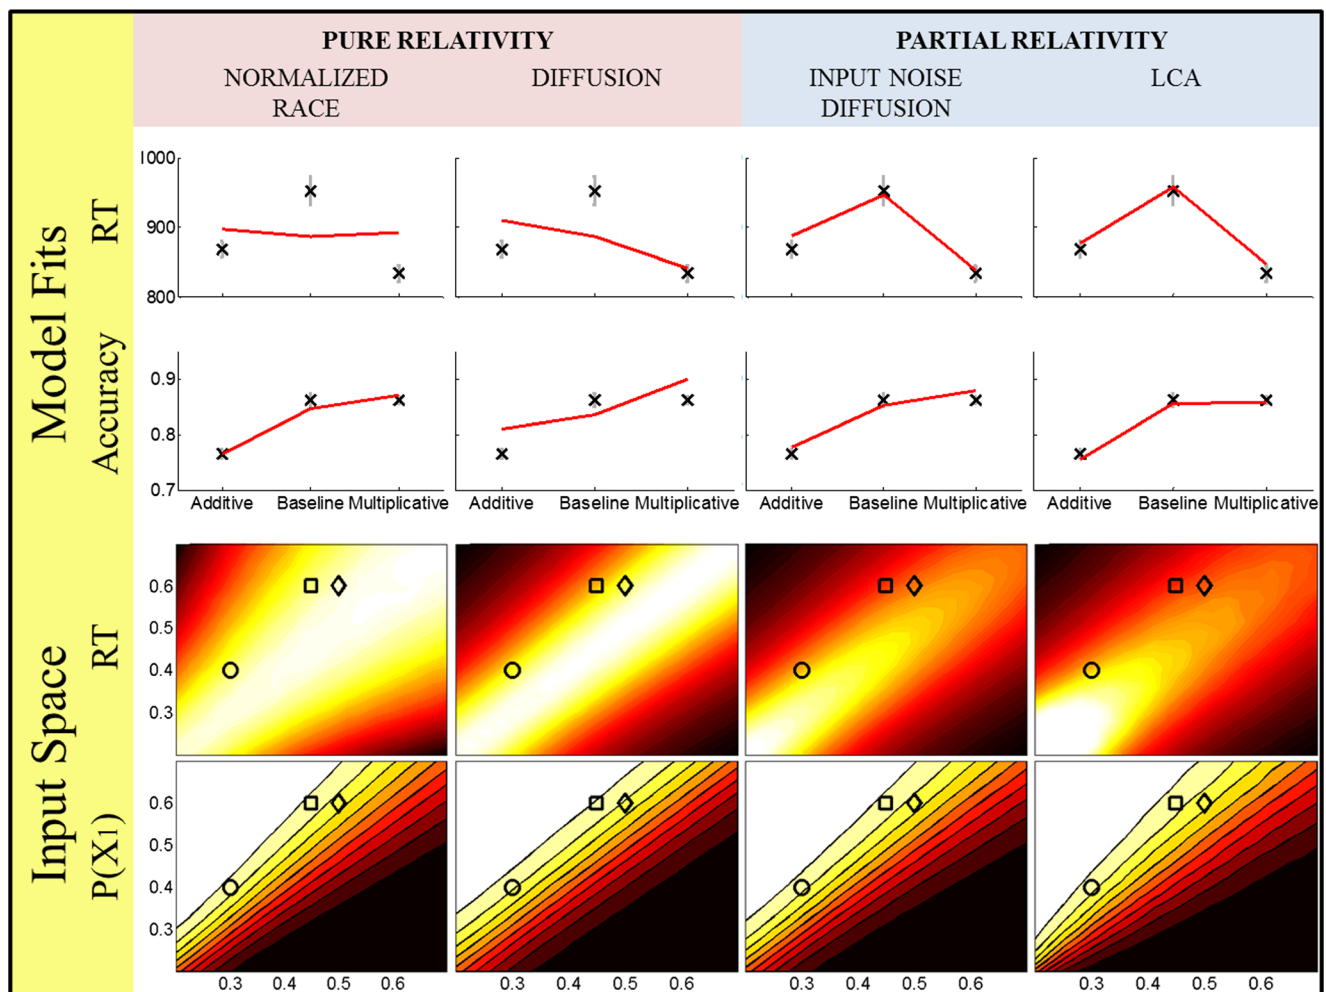 PURE RELATIVITY
PARTIAL RELATIVITY
NORMALIZED
RACE
DIFFUSION
INPUT NOISE
DIFFUSION
LCA
Model Fits
RT
1000
900
800
Accuracy
0.9
0.8
0.7
Additive Baseline Multiplicative
Additive Baseline Multiplicative
Additive Baseline Multiplicative
Additive Baseline Multiplicative
Input Space
RT
0.6
0.5
0.4
0.3
P(X1)
0.6
0.5
0.4
0.3
0.3 0.4 0.5 0.6
0.3 0.4 0.5 0.6
0.3 0.4 0.5 0.6
0.3 0.4 0.5 0.6